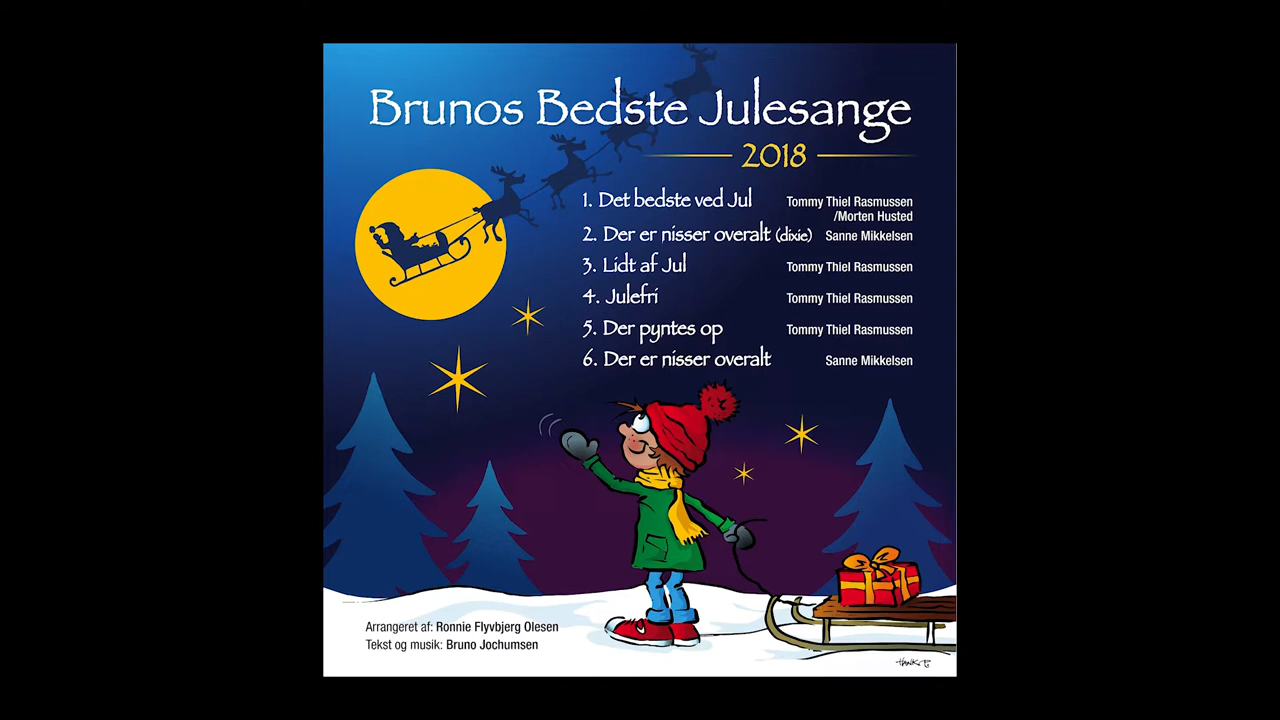 Brunos Bedste Julesange
2018
1. Det bedste ved Jul Tommy Thiel Rasmussen
/Morten Husted
2. Der er nisser overalt (dixie) Sanne Mikkelsen
3. Lidt af Jul Tommy Thiel Rasmussen
4. Julefri Tommy Thiel Rasmussen
5. Der pyntes op Tommy Thiel Rasmussen
6. Der er nisser overalt Sanne Mikkelsen
Arrangeret af: Ronnie Flyvbjerg Olesen
Tekst og musik: Bruno Jochumsen